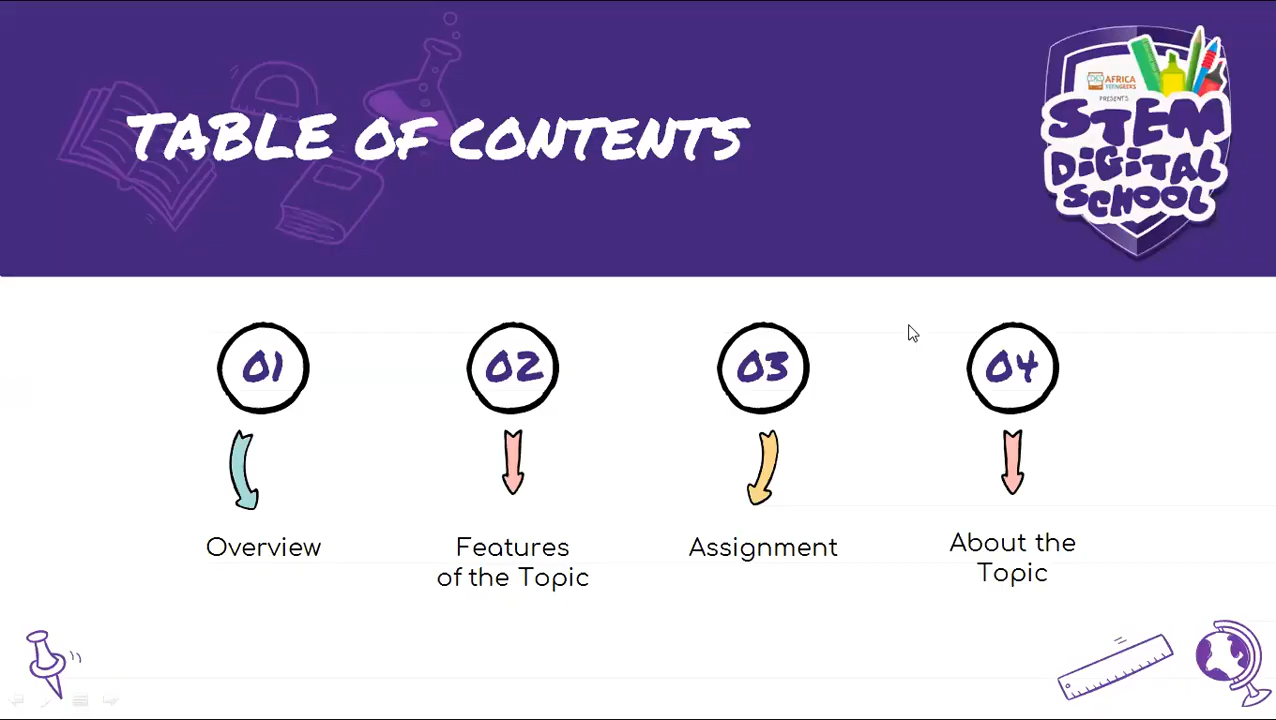 TABLE OF CONTENTS
AFRICA
TEENGEEKS
PRESENTS
STEM
DIGITAL
SCHOOL
01
02
03
04
Overview
Features
of the Topic
Assignment
About the
Topic